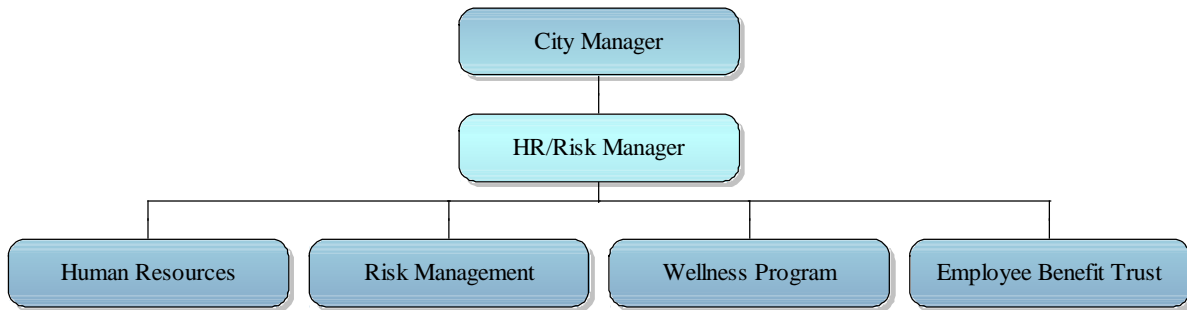 City Manager
HR/Risk Manager
Human Resources
Risk Management
Wellness Program
Employee Benefit Trust